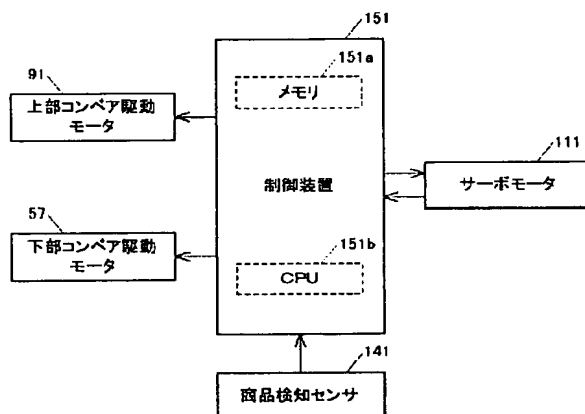 151
151a
メモリ
91
上部コンベア駆動
モータ
111
制御装置
サーボモータ
57
下部コンベア駆動
モータ
151b
CPU
141
商品検知センサ